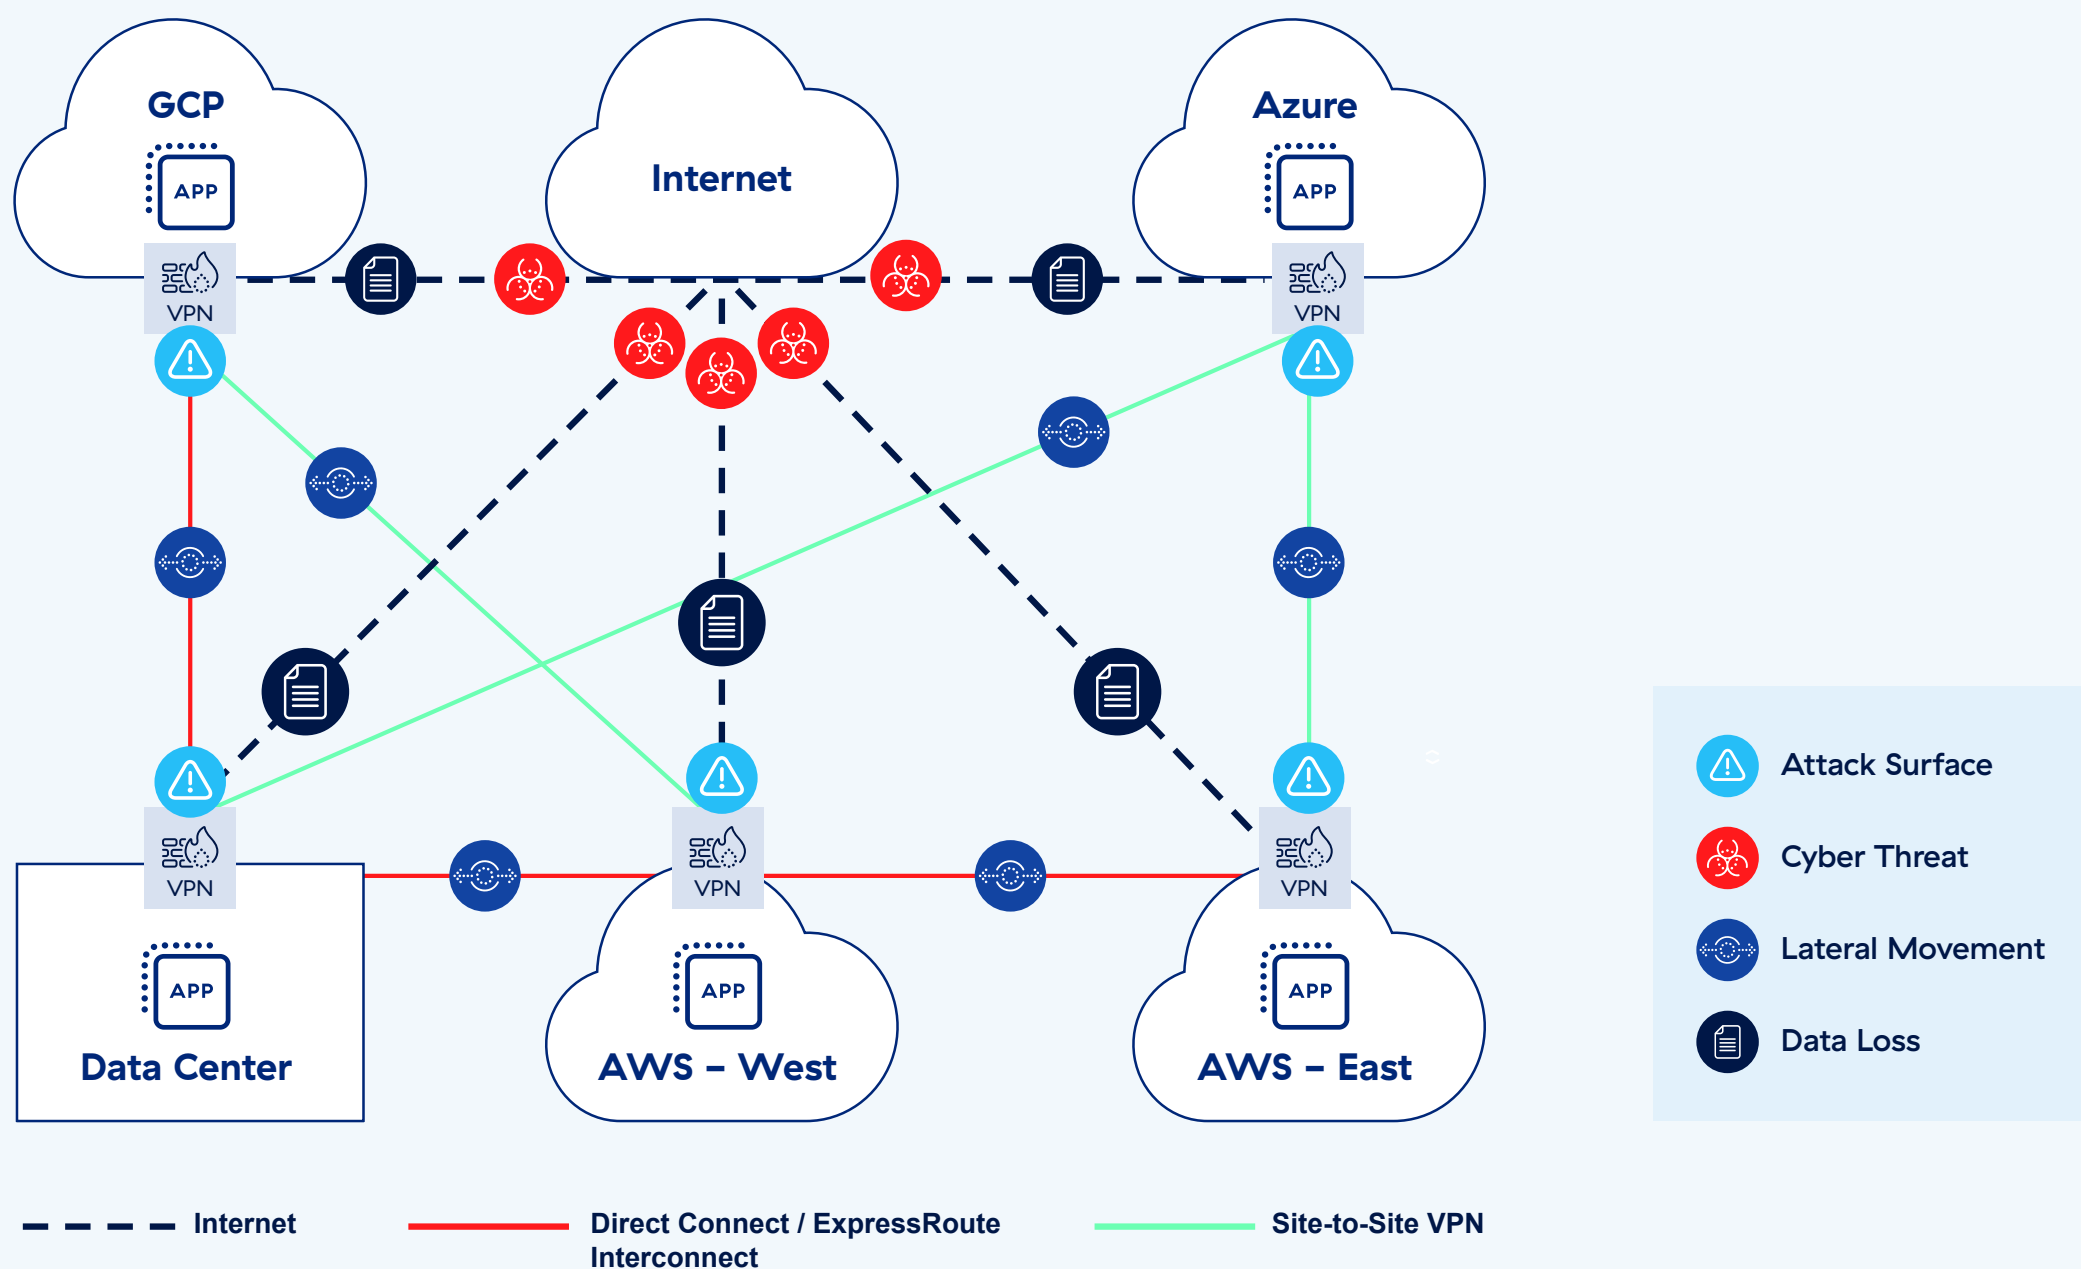 GCP
Internet
Azure
APP
APP
VPN
VPN
VPN
VPN
VPN
APP
APP
APP
Data Center
AWS – West
AWS – East
Attack Surface
Cyber Threat
Lateral Movement
Data Loss
Internet
Direct Connect / ExpressRoute
Interconnect
Site-to-Site VPN